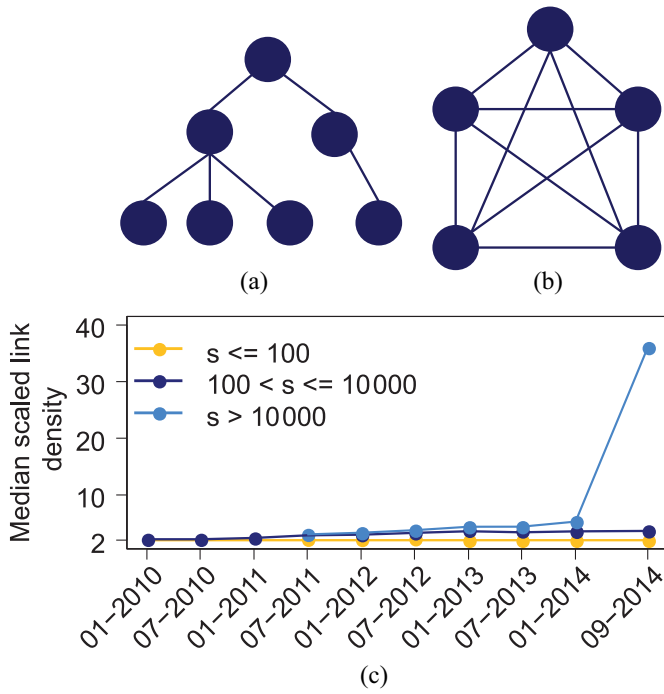 (a)
(b)
Median scaled link
density
40
30
20
10
2
s <= 100
100 < s <= 10000
s > 10000
01−2010
07−2010
01−2011
07−2011
01−2012
07−2012
01−2013
07−2013
01−2014
09−2014
(c)